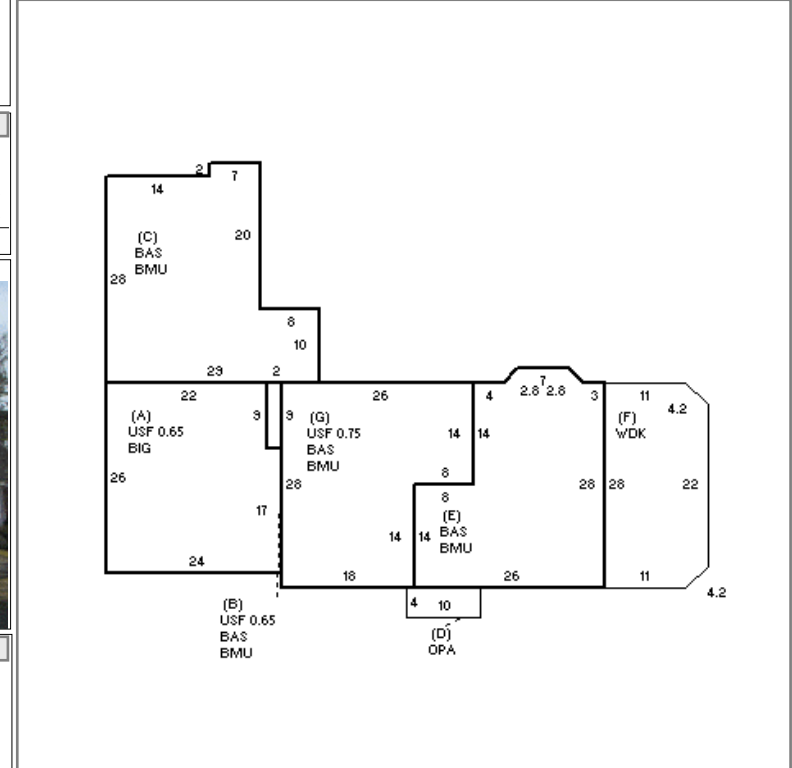 2
7
14
(C)
BAS
BMU
20
28
8
10
29
2
22
9
9
26
4
7
2.8
2.8
3
11
4.2
(A)
USF 0.65
BIG
(G)
USF 0.75
BAS
BMU
14
14
(F)
WDK
26
28
8
8
28
28
22
17
(E)
BAS
BMU
14
14
24
18
26
11
4.2
(B)
USF 0.65
BAS
BMU
4
10
(D)
OPA